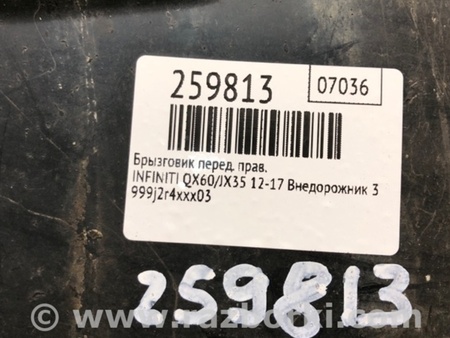 259813
07036
Брызговик перед. прав.
INFINITI QX60/JX35 12-17 Внедорожник 3
999j2r4xxx03
259813
© www.razborki.com